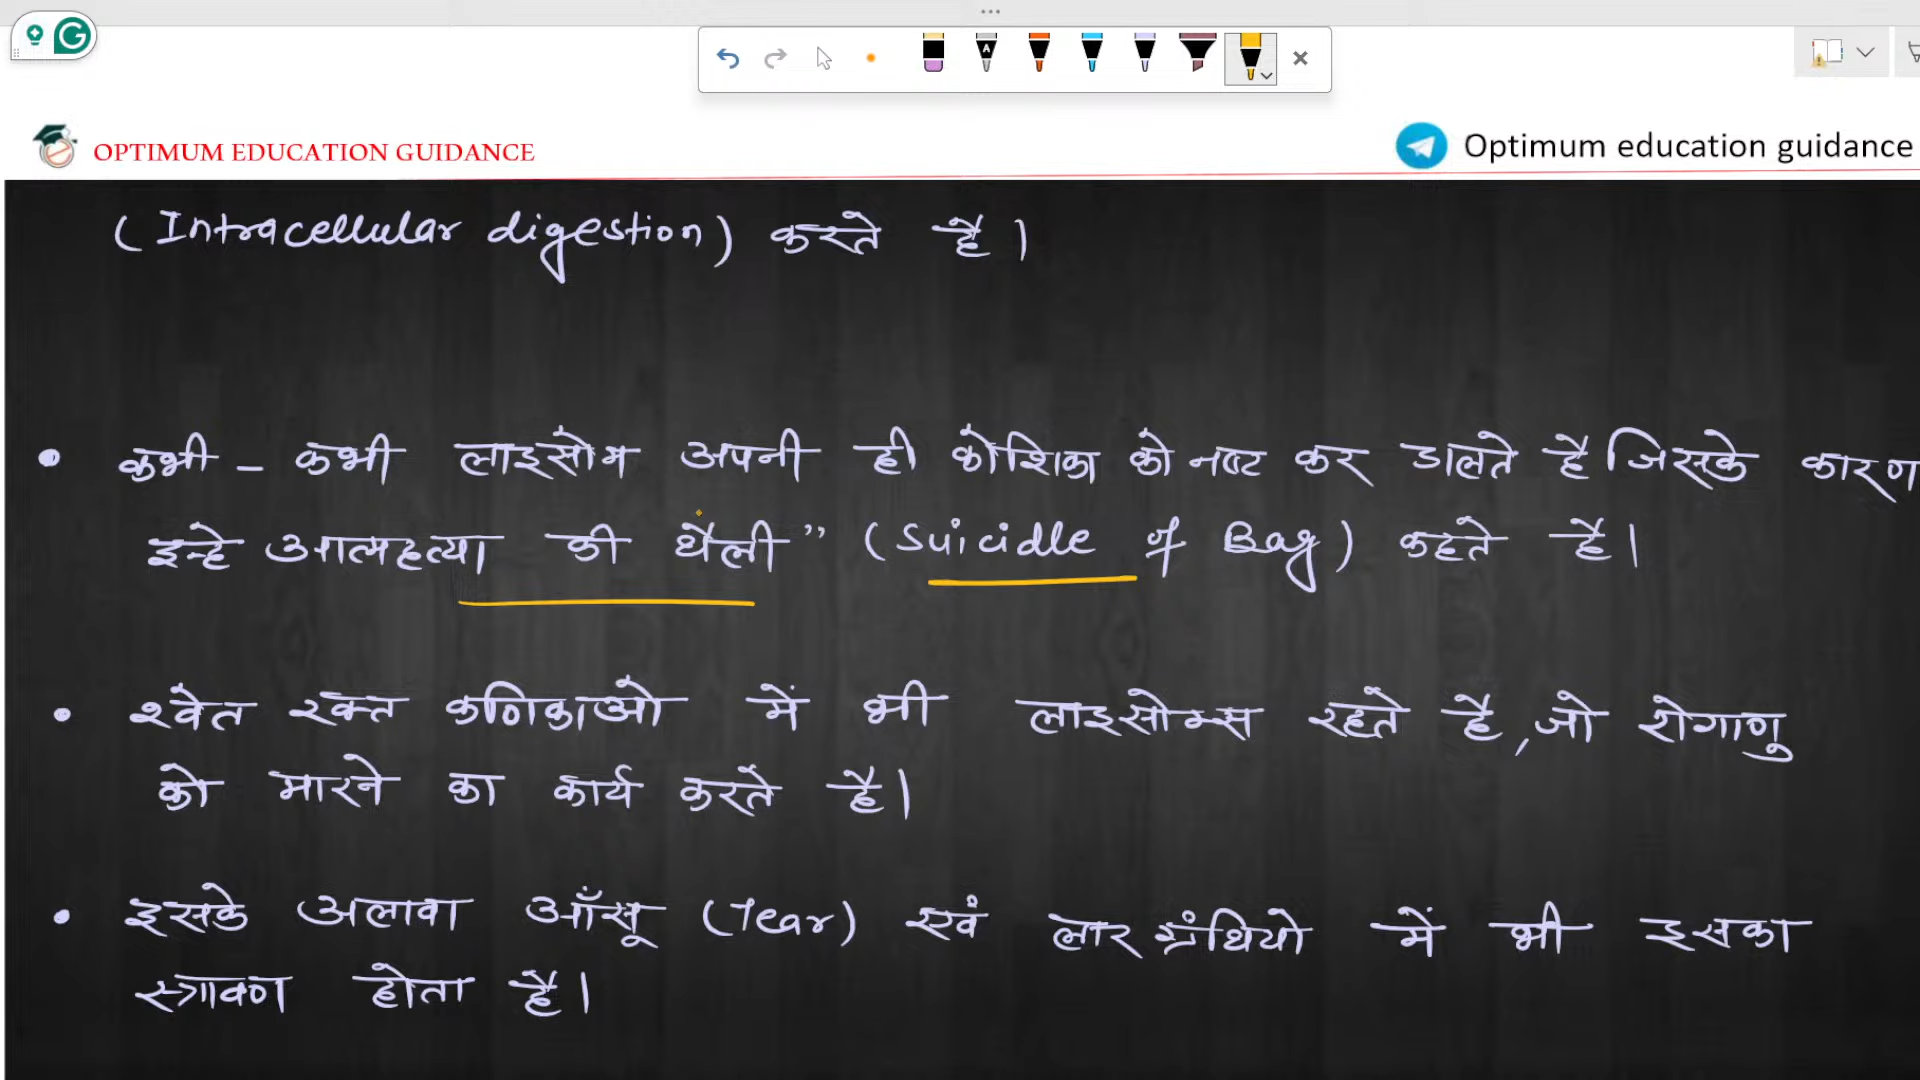 OPTIMUM EDUCATION GUIDANCE
Optimum education guidance
(Intracellular digestion) करते है।
• कभी - कभी लाइसोम अपनी ही कोशिका को नष्ट कर डालते है जिसके कारण
इन्हे आत्महत्या की थैली” (Suicidle of Bag) कहते है।
• श्वेत रक्त कणिकाओ में भी लाइसोम्स रहते है, जो रोगाणु
को मारने का कार्य करते है।
• इसके अलावा आँसू (Tear) एवं लार ग्रंथियो में भी इसका
स्त्रावण होता है।